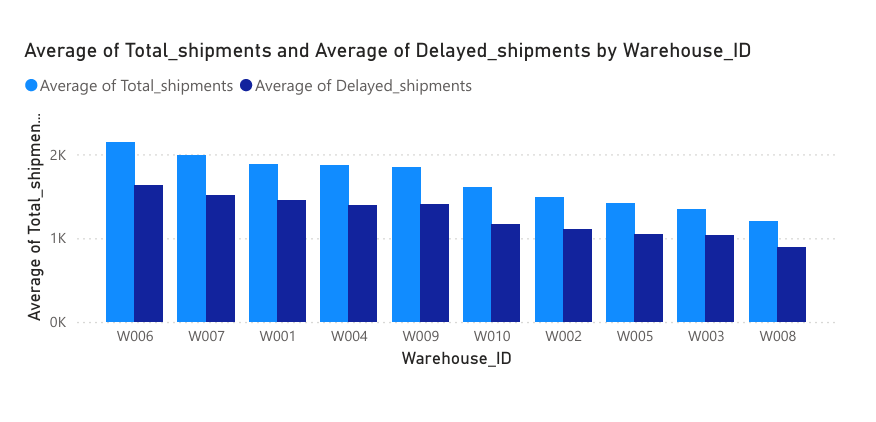 Average of Total_shipments and Average of Delayed_shipments by Warehouse_ID
Average of Total_shipments Average of Delayed_shipments
Average of Total_shipmen...
2K
1K
0K
W006 W007 W001 W004 W009 W010 W002 W005 W003 W008
Warehouse_ID